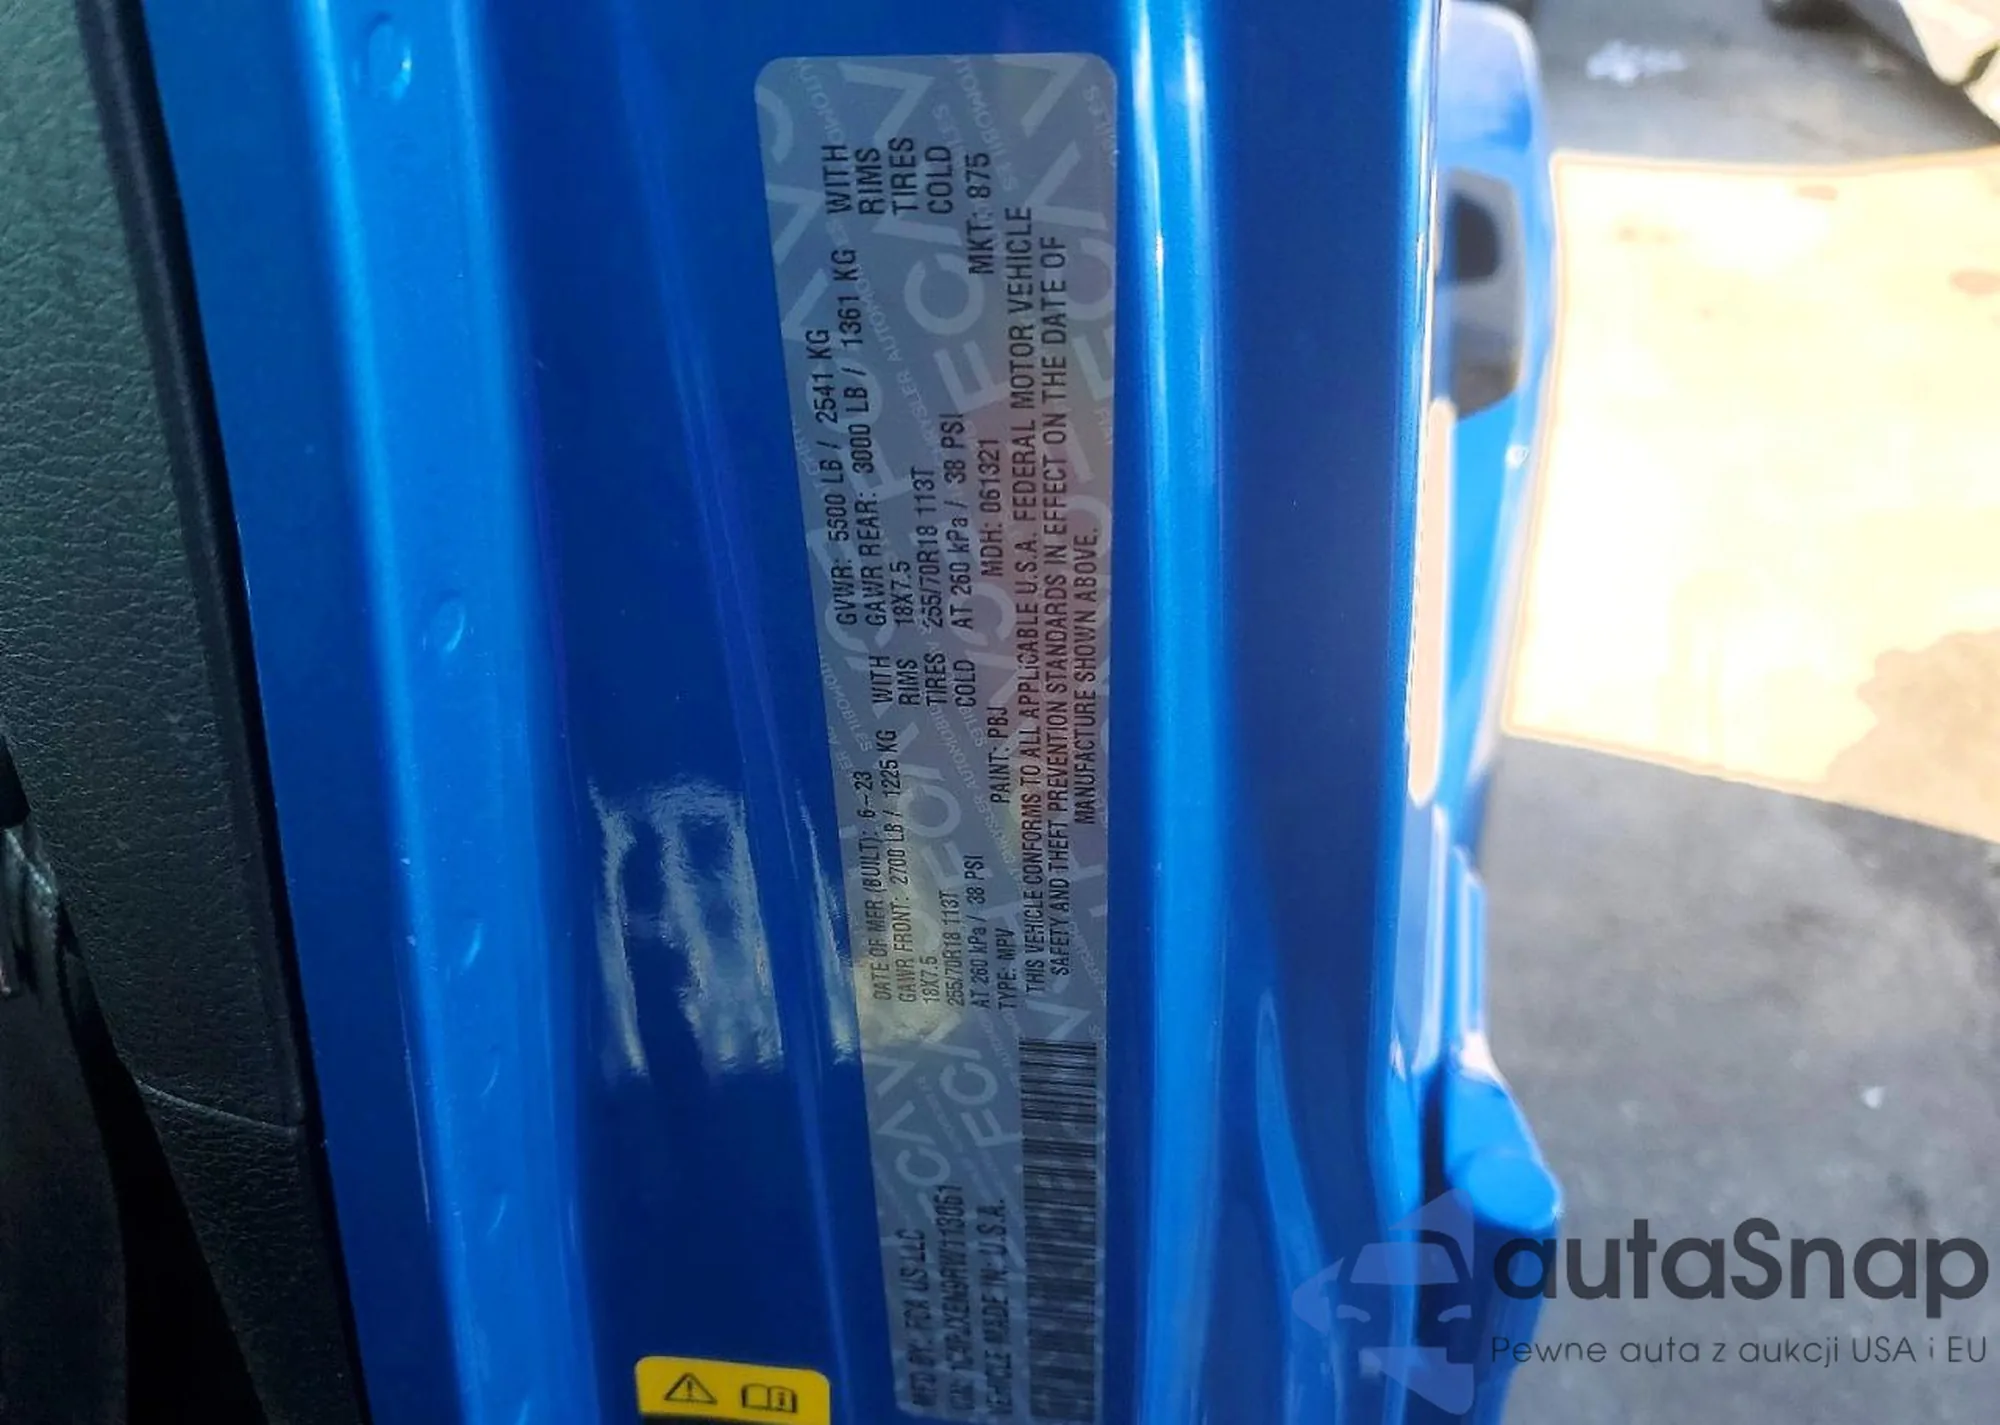 MFD BY: FCA US LLC
DATE OF MFR (BUILT): 6-23 GVWR: 5600 LB / 2541 KG
GAWR FRONT: 2700 LB / 1225 KG WITH GAWR REAR: 3000 LB / 1361 KG WITH
18X7.5 RIMS 18X7.5 RIMS
255/70R18 113T TIRES 255/70R18 113T TIRES
AT 260 kPa / 38 PSI COLD AT 260 kPa / 38 PSI COLD
VEHICLE MADE IN: U.S.A. TYPE: MPV PAINT: PBJ MDH: 061321 MKT: 875
THIS VEHICLE CONFORMS TO ALL APPLICABLE U.S.A. FEDERAL MOTOR VEHICLE
SAFETY AND THEFT PREVENTION STANDARDS IN EFFECT ON THE DATE OF
MANUFACTURE SHOWN ABOVE.
autaSnap
Pewne auta z aukcji USA i EU